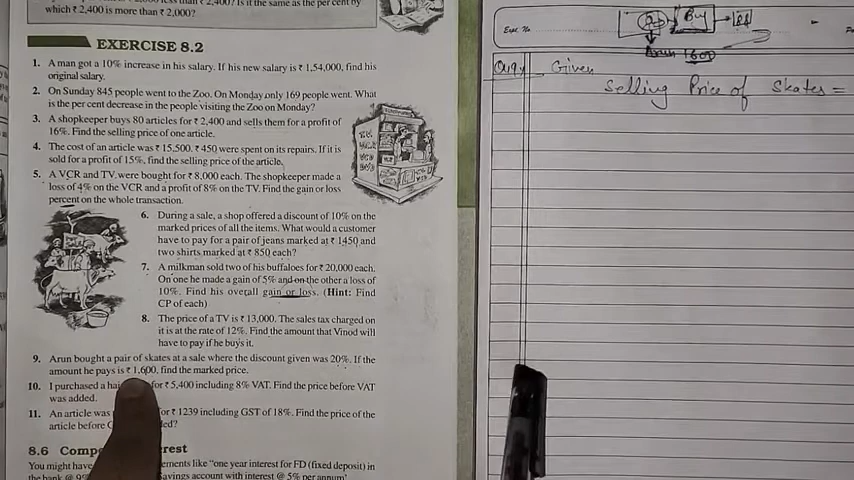 which ₹ 2,400 is more than ₹ 2,000?
EXERCISE 8.2
1. A man got a 10% increase in his salary. If his new salary is ₹ 1,54,000, find his
original salary.
2. On Sunday 845 people went to the Zoo. On Monday only 169 people went. What
is the per cent decrease in the people visiting the Zoo on Monday?
3. A shopkeeper buys 80 articles for ₹ 2,400 and sells them for a profit of
16%. Find the selling price of one article.
4. The cost of an article was ₹ 15,500. ₹ 450 were spent on its repairs. If it is
sold for a profit of 15%, find the selling price of the article.
5. A VCR and TV were bought for ₹ 8,000 each. The shopkeeper made a
loss of 4% on the VCR and a profit of 8% on the TV. Find the gain or loss
percent on the whole transaction.
6. During a sale, a shop offered a discount of 10% on the
marked prices of all the items. What would a customer
have to pay for a pair of jeans marked at ₹ 1450 and
two shirts marked at ₹ 850 each?
7. A milkman sold two of his buffaloes for ₹ 20,000 each.
On one he made a gain of 5% and on the other a loss of
10%. Find his overall gain or loss. (Hint: Find
CP of each)
8. The price of a TV is ₹ 13,000. The sales tax charged on
it is at the rate of 12%. Find the amount that Vinod will
have to pay if he buys it.
9. Arun bought a pair of skates at a sale where the discount given was 20%. If the
amount he pays is ₹ 1,600, find the marked price.
10. I purchased a for ₹ 5,400 including 8% VAT. Find the price before VAT
was added.
11. An article was for ₹ 1239 including GST of 18%. Find the price of the
article before
8.6
You might have ements like "one year interest for FD (fixed deposit) in
the bank @ 9% Savings account with interest @ 5% per annum'
Expt. No.
Buy
Arun 1600
Q.9 Given
Selling Price of Skates =